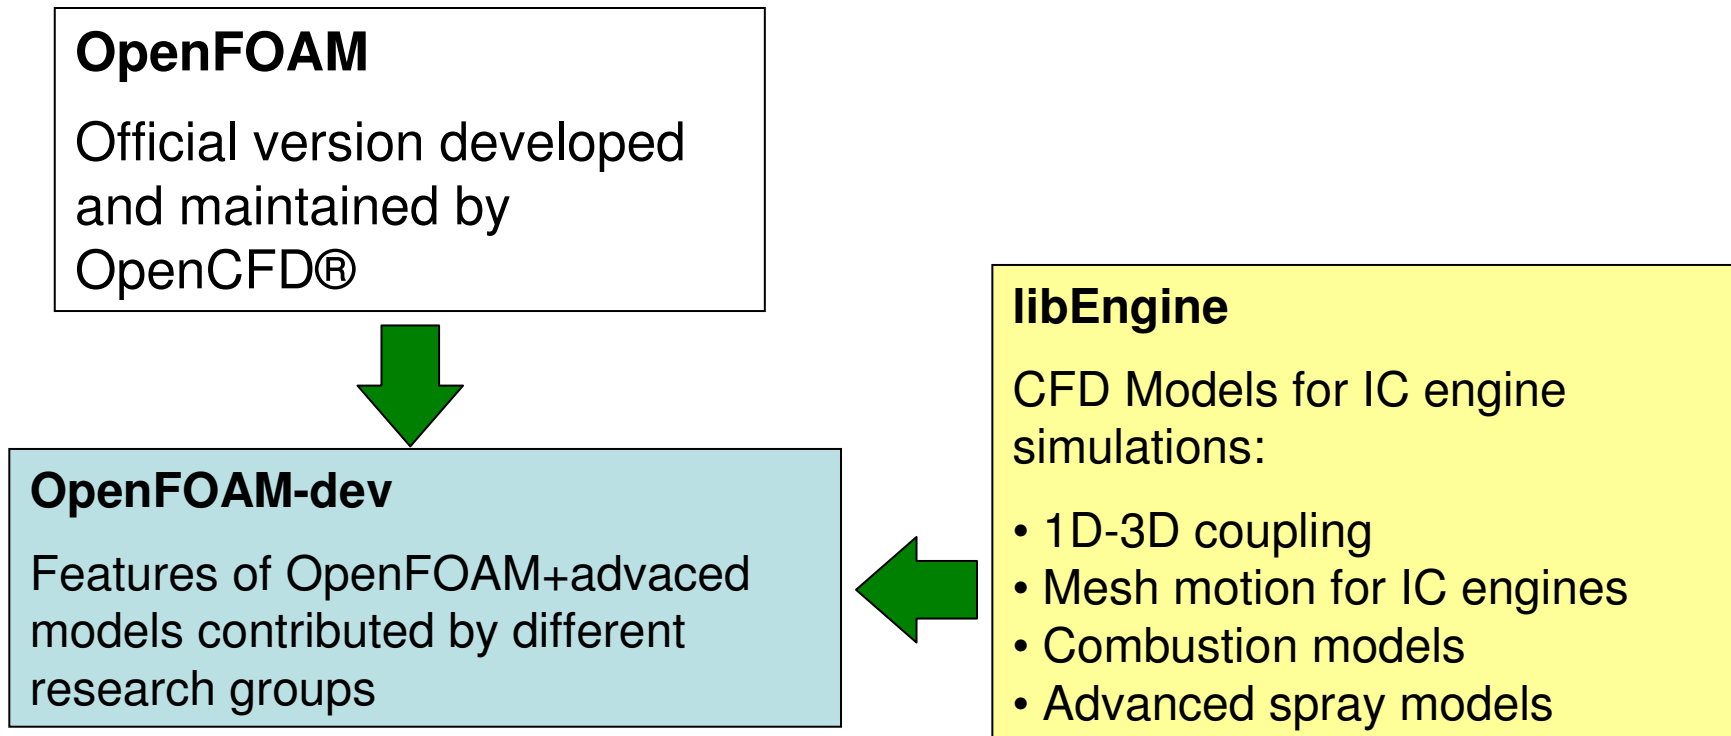 OpenFOAM
Official version developed
and maintained by
OpenCFD®
OpenFOAM-dev
Features of OpenFOAM+advaced
models contributed by different
research groups
libEngine
CFD Models for IC engine
simulations:
• 1D-3D coupling
• Mesh motion for IC engines
• Combustion models
• Advanced spray models